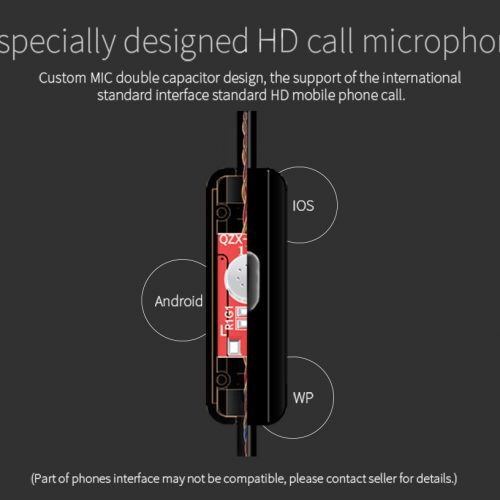 specially designed HD call micropho
Custom MIC double capacitor design, the support of the international
standard interface standard HD mobile phone call.
IOS
QZX-
1
Android
R1G1
WP
(Part of phones interface may not be compatible, please contact seller for details.)